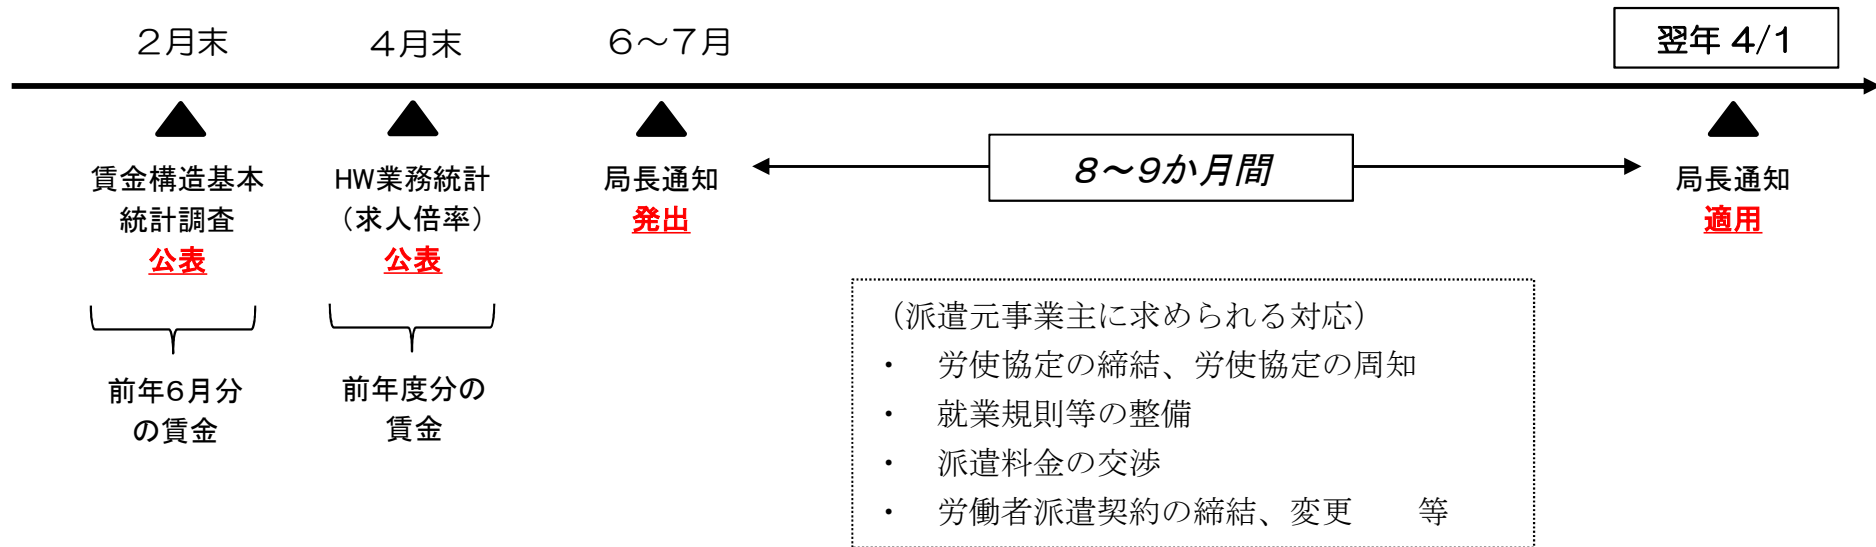 ２月末
４月末
６～７月
翌年 4/1
賃金構造基本
統計調査
公表
HW業務統計
（求人倍率）
公表
局長通知
発出
８～９か月間
局長通知
適用
前年６月分
の賃金
前年度分の
賃金
（派遣元事業主に求められる対応）
・　労使協定の締結、労使協定の周知
・　就業規則等の整備
・　派遣料金の交渉
・　労働者派遣契約の締結、変更　　等